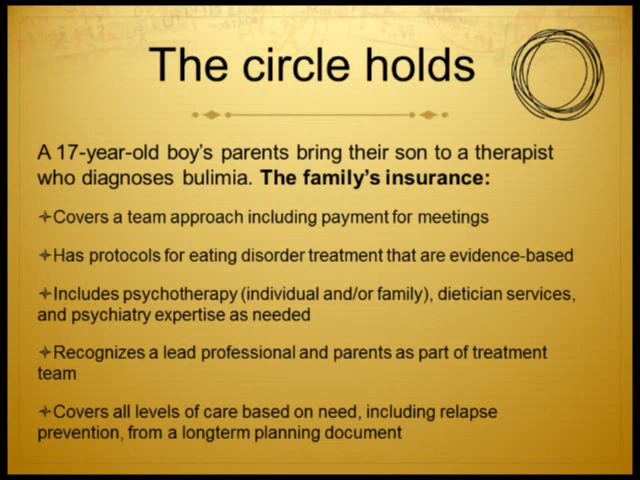 The circle holds
A 17-year-old boy's parents bring their son to a therapist
who diagnoses bulimia. The family's insurance:
Covers a team approach including payment for meetings
Has protocols for eating disorder treatment that are evidence-based
Includes psychotherapy (individual and/or family), dietician services,
and psychiatry expertise as needed
Recognizes a lead professional and parents as part of treatment
team
Covers all levels of care based on need, including relapse
prevention, from a longterm planning document